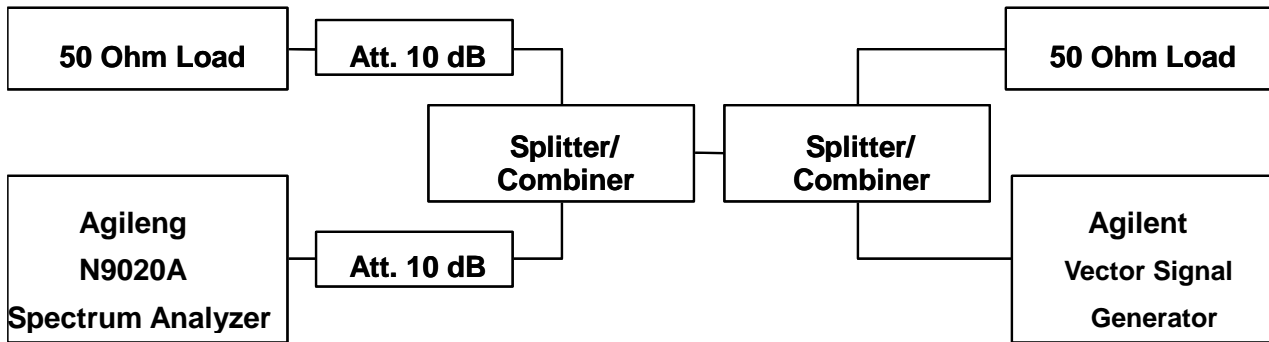 50 Ohm Load
Att. 10 dB
50 Ohm Load
Splitter/
Combiner
Splitter/
Combiner
Agileng
N9020A
Spectrum Analyzer
Att. 10 dB
Agilent
Vector Signal
Generator